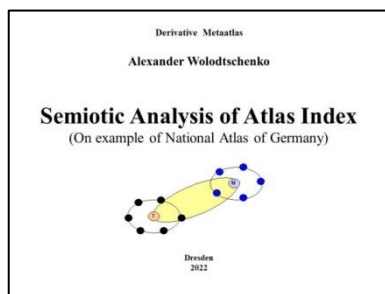 Derivative Metaatlas
Alexander Wolodtschenko
Semiotic Analysis of Atlas Index
(On example of National Atlas of Germany)
Dresden
2022